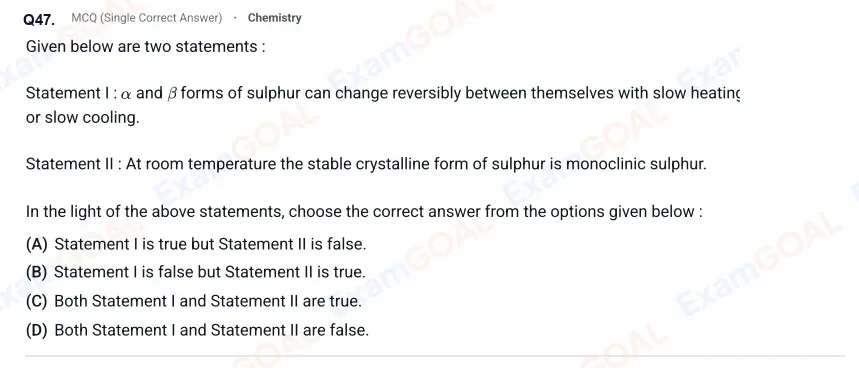 Q47. MCQ (Single Correct Answer) · Chemistry
Given below are two statements :
Statement I : α and β forms of sulphur can change reversibly between themselves with slow heating
or slow cooling.
Statement II : At room temperature the stable crystalline form of sulphur is monoclinic sulphur.
In the light of the above statements, choose the correct answer from the options given below :
(A) Statement I is true but Statement II is false.
(B) Statement I is false but Statement II is true.
(C) Both Statement I and Statement II are true.
(D) Both Statement I and Statement II are false.
ExamGOAL